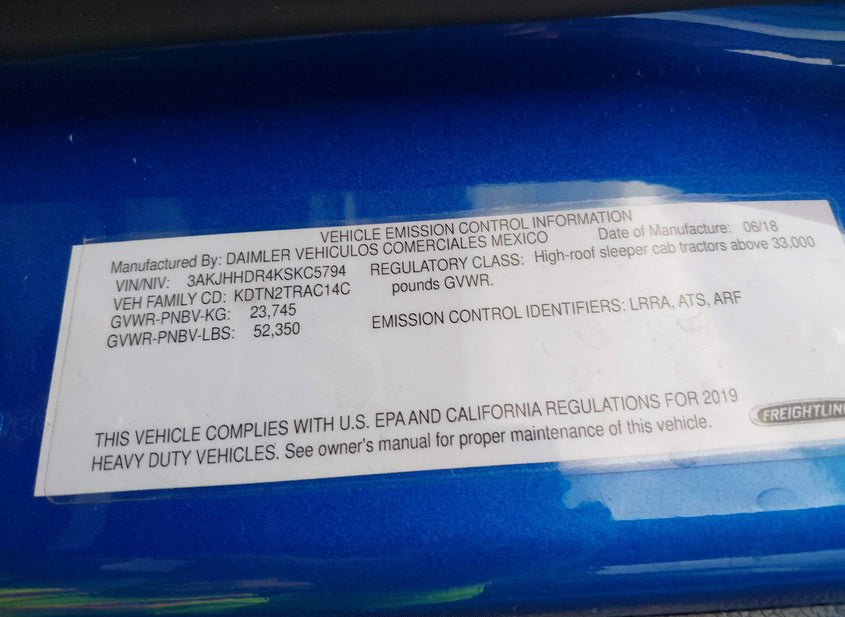 VEHICLE EMISSION CONTROL INFORMATION
Manufactured By: DAIMLER VEHICULOS COMERCIALES MEXICO
Date of Manufacture: 06/18
VIN/NIV: 3AKJHHDR4KSKC5794
REGULATORY CLASS: High-roof sleeper cab tractors above 33,000
pounds GVWR.
VEH FAMILY CD: KDTN2TRAC14C
GVWR-PNBV-KG: 23,745
GVWR-PNBV-LBS: 52,350
EMISSION CONTROL IDENTIFIERS: LRRA, ATS, ARF
THIS VEHICLE COMPLIES WITH U.S. EPA AND CALIFORNIA REGULATIONS FOR 2019
HEAVY DUTY VEHICLES. See owner's manual for proper maintenance of this vehicle.
FREIGHTLIN